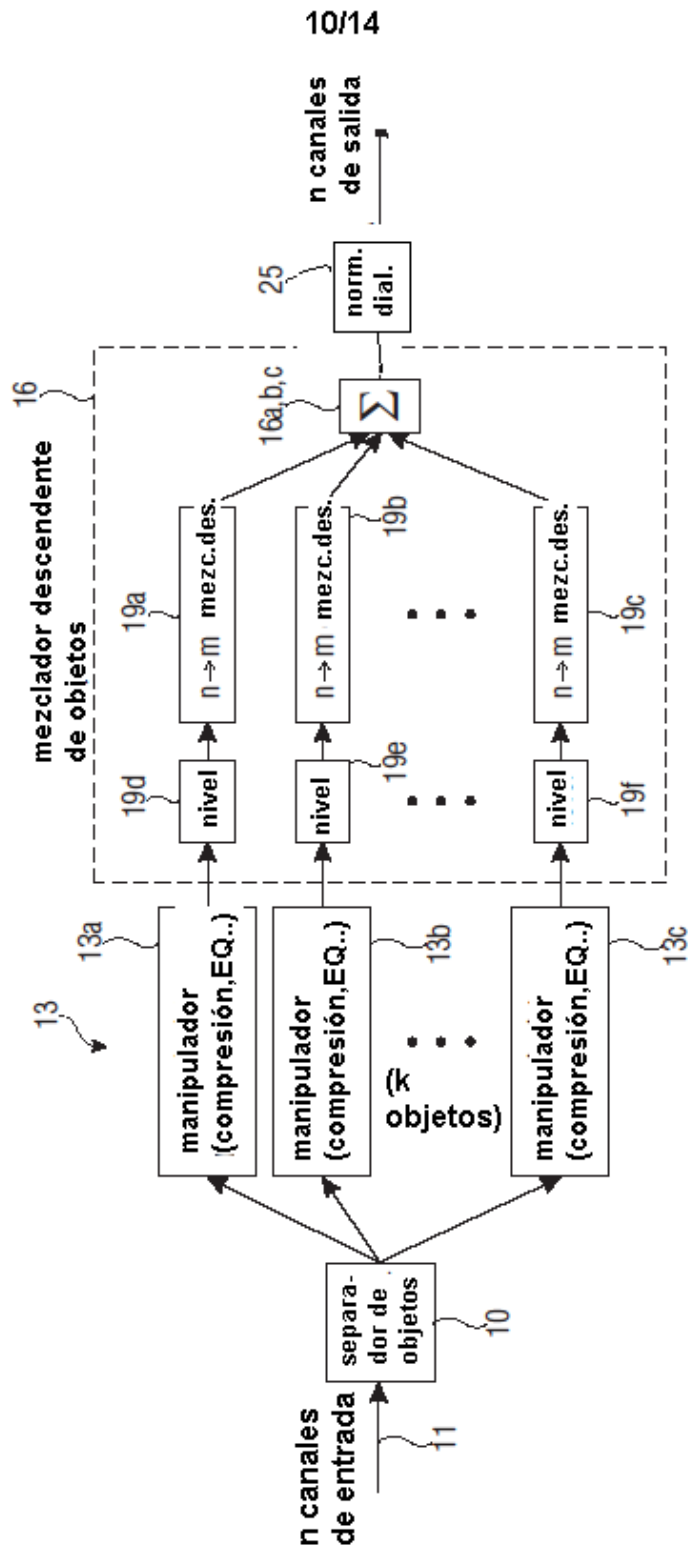 10/14
n canales
de entrada
11
separa-
dor de
objetos
10
13
manipulador
(compresión,EQ..)
13a
manipulador
(compresión,EQ..)
13b
(k
objetos)
manipulador
(compresión,EQ..)
13c
mezclador descendente
de objetos
16
nivel
19d
nivel
19e
nivel
19f
n→m mezc.des.
19a
n→m mezc.des.
19b
n→m mezc.des.
19c
Σ
16a,b,c
norm.
dial.
25
n canales
de salida